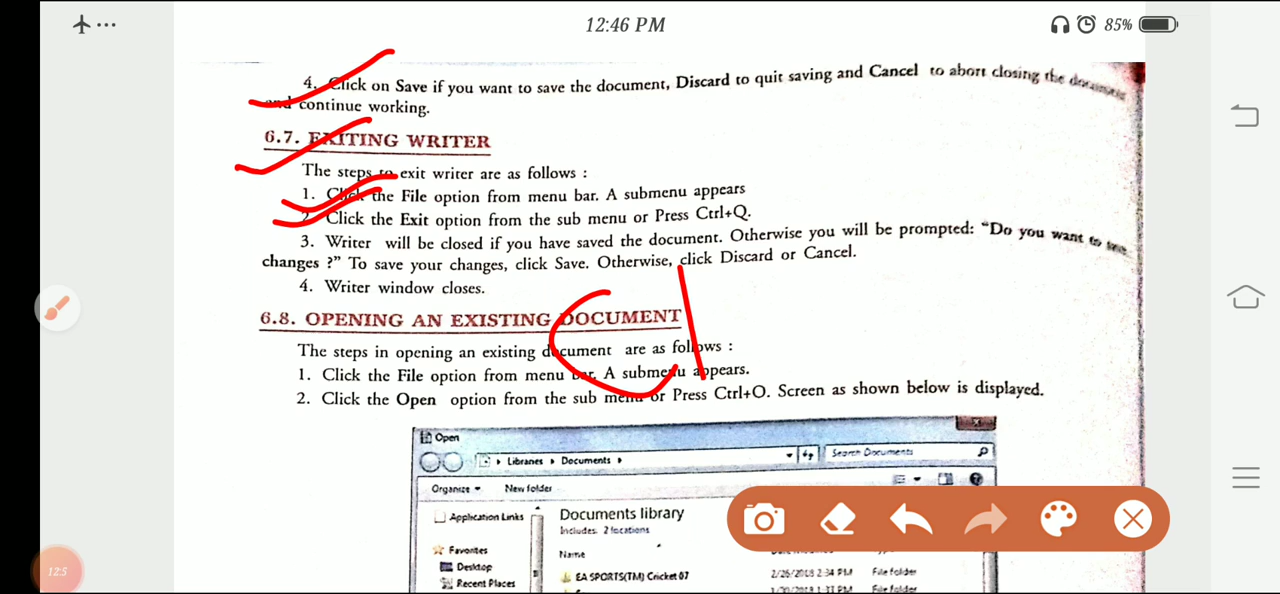 12:46 PM
85%
4. Click on Save if you want to save the document, Discard to quit saving and Cancel to abort closing the document
and continue working.
6.7. EXITING WRITER
The steps to exit writer are as follows :
1. Click the File option from menu bar. A submenu appears
2. Click the Exit option from the sub menu or Press Ctrl+Q.
3. Writer will be closed if you have saved the document. Otherwise you will be prompted: "Do you want to
changes ?" To save your changes, click Save. Otherwise, click Discard or Cancel.
4. Writer window closes.
6.8. OPENING AN EXISTING DOCUMENT
The steps in opening an existing document are as follows :
1. Click the File option from menu bar. A submenu appears.
2. Click the Open option from the sub menu or Press Ctrl+O. Screen as shown below is displayed.
Open
Libraries Documents
Search Documents
Organize New folder
Application Links
Documents library
Includes: 2 locations
Favorites
Name
Desktop
EA SPORTS(TM) Cricket 07 2/26/2018 2:34 PM File folder
Recent Places
File folder
12:5